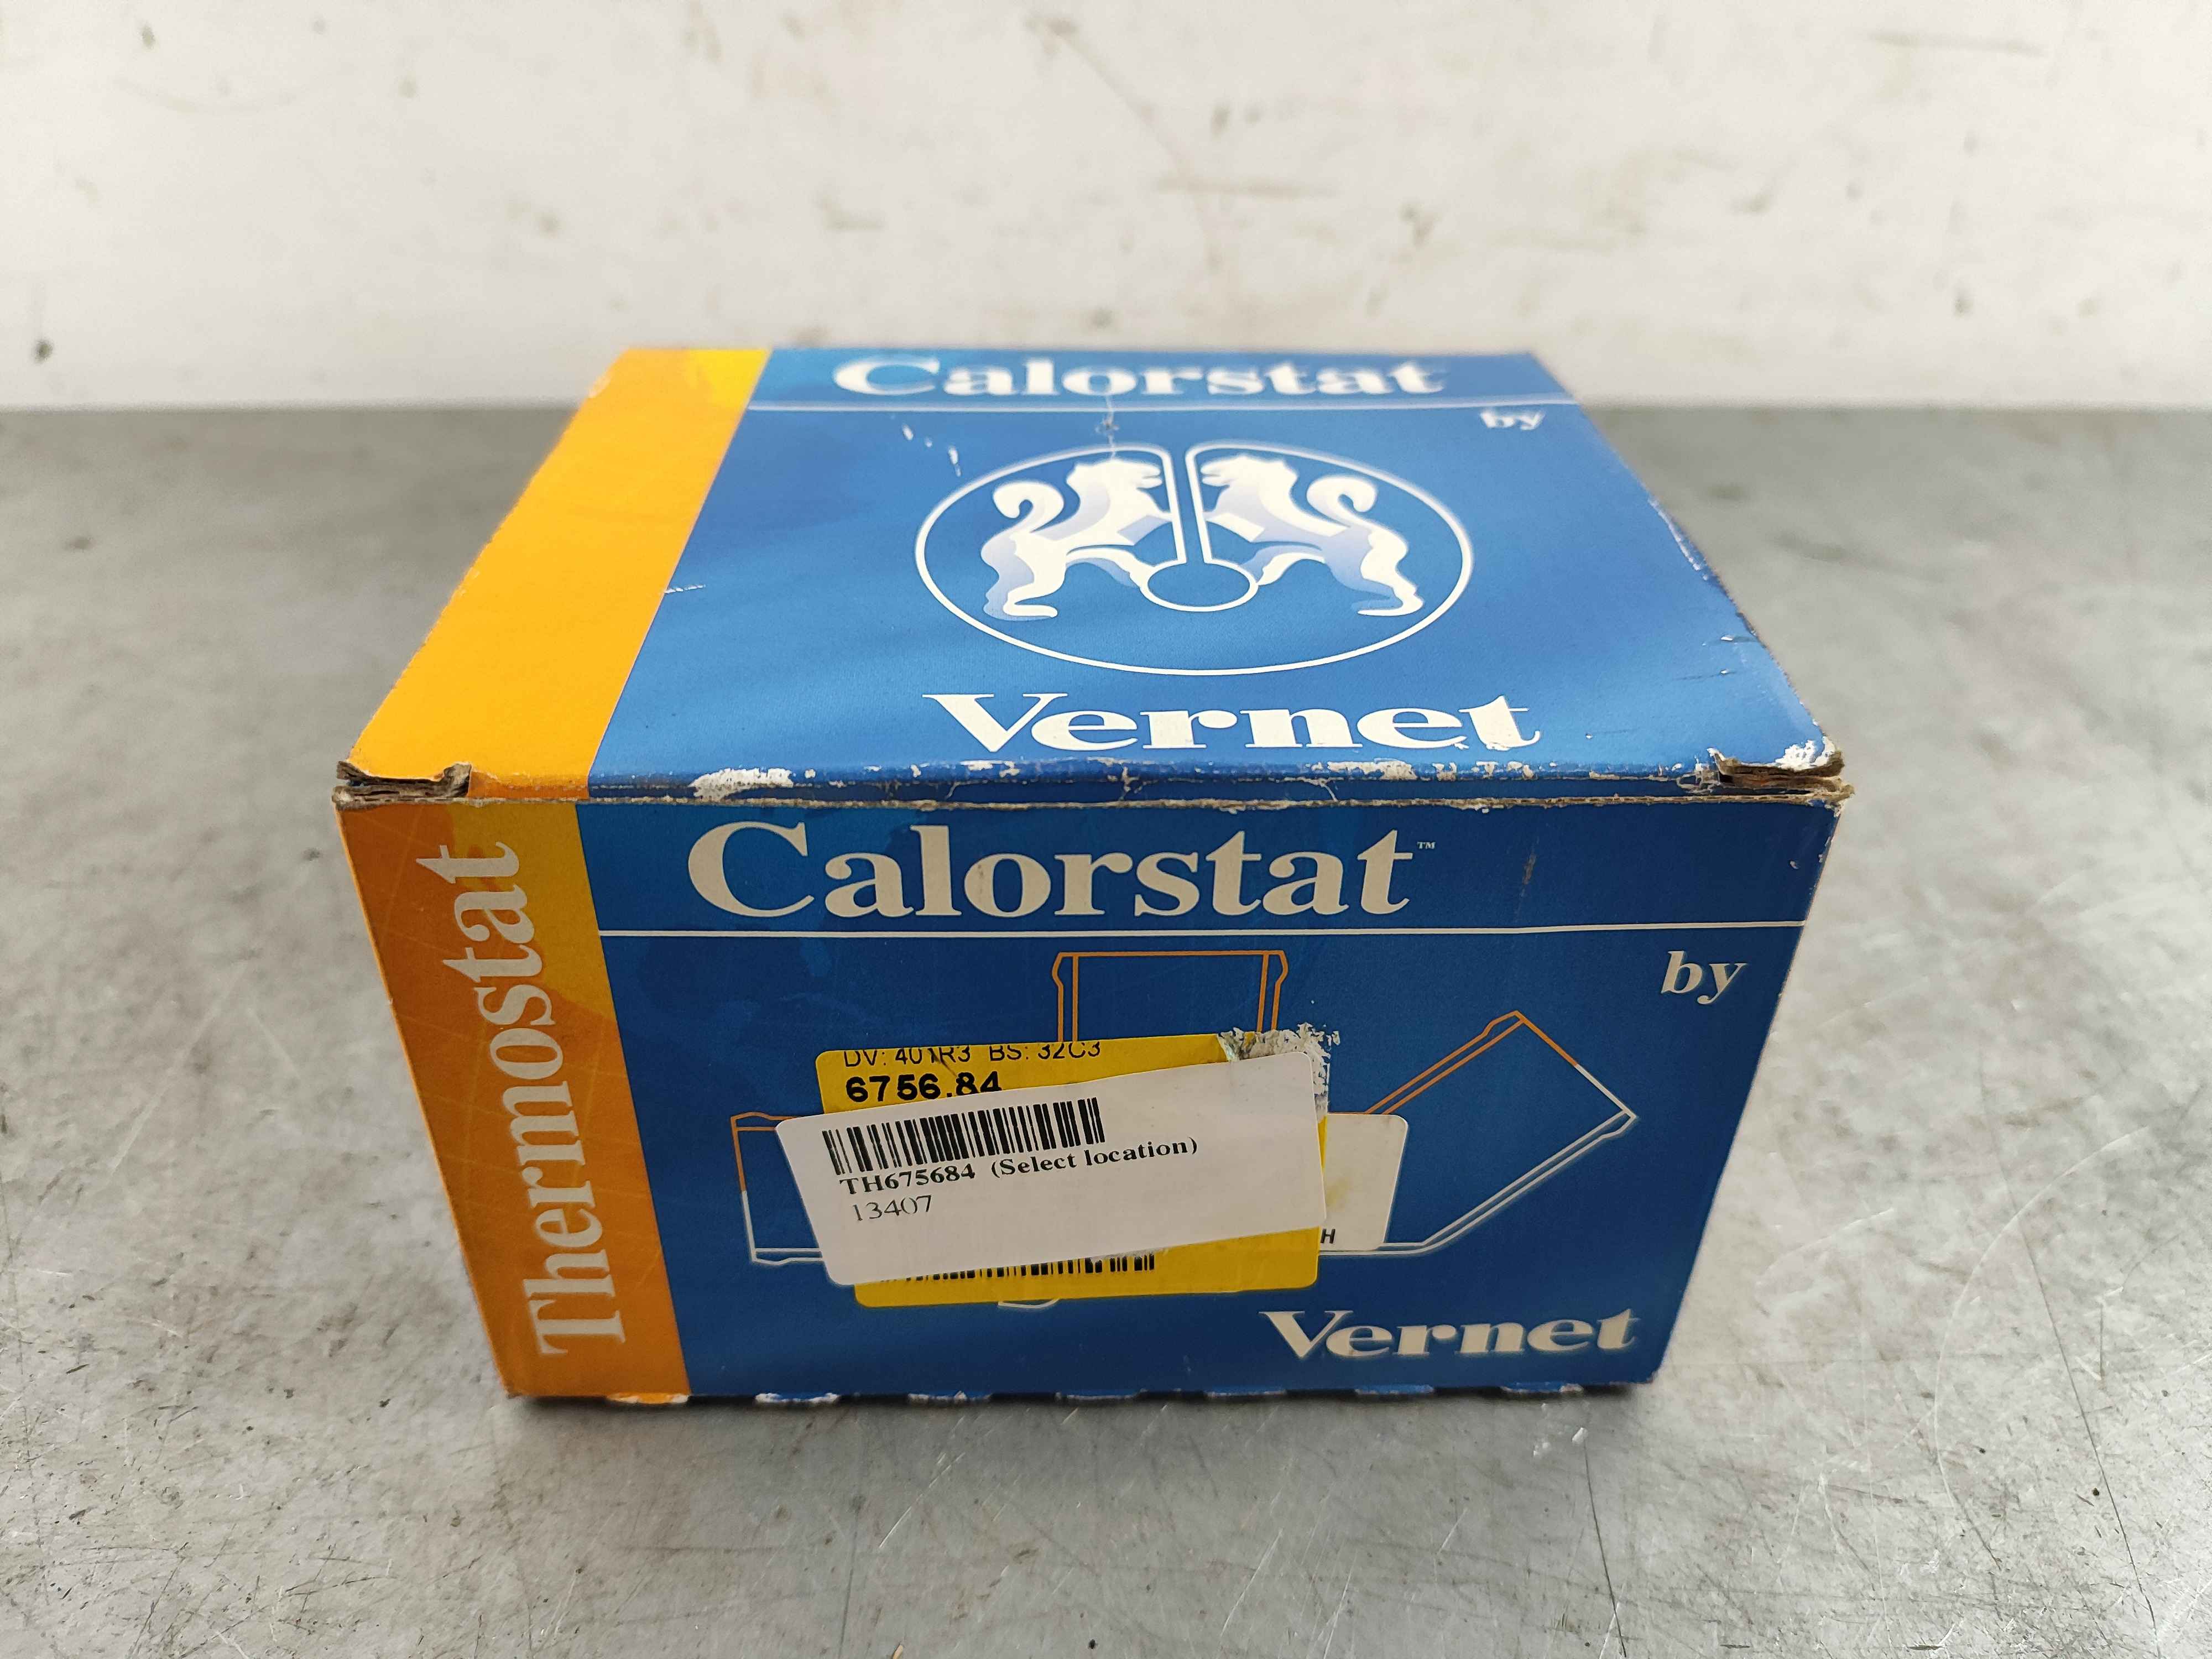 Calorstat
by
Vernet
Thermostat
Calorstat™
by
DV: 401R3 BS: 32C3
6756.84
TH675684 (Select location)
13407
H
Vernet